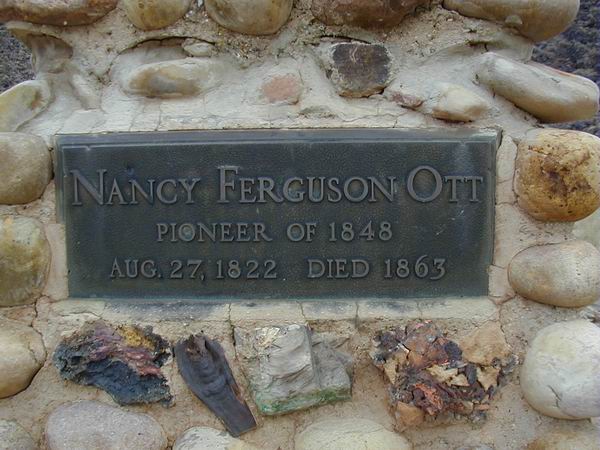 Nancy Ferguson Ott
PIONEER OF 1848
AUG. 27, 1822 DIED 1863